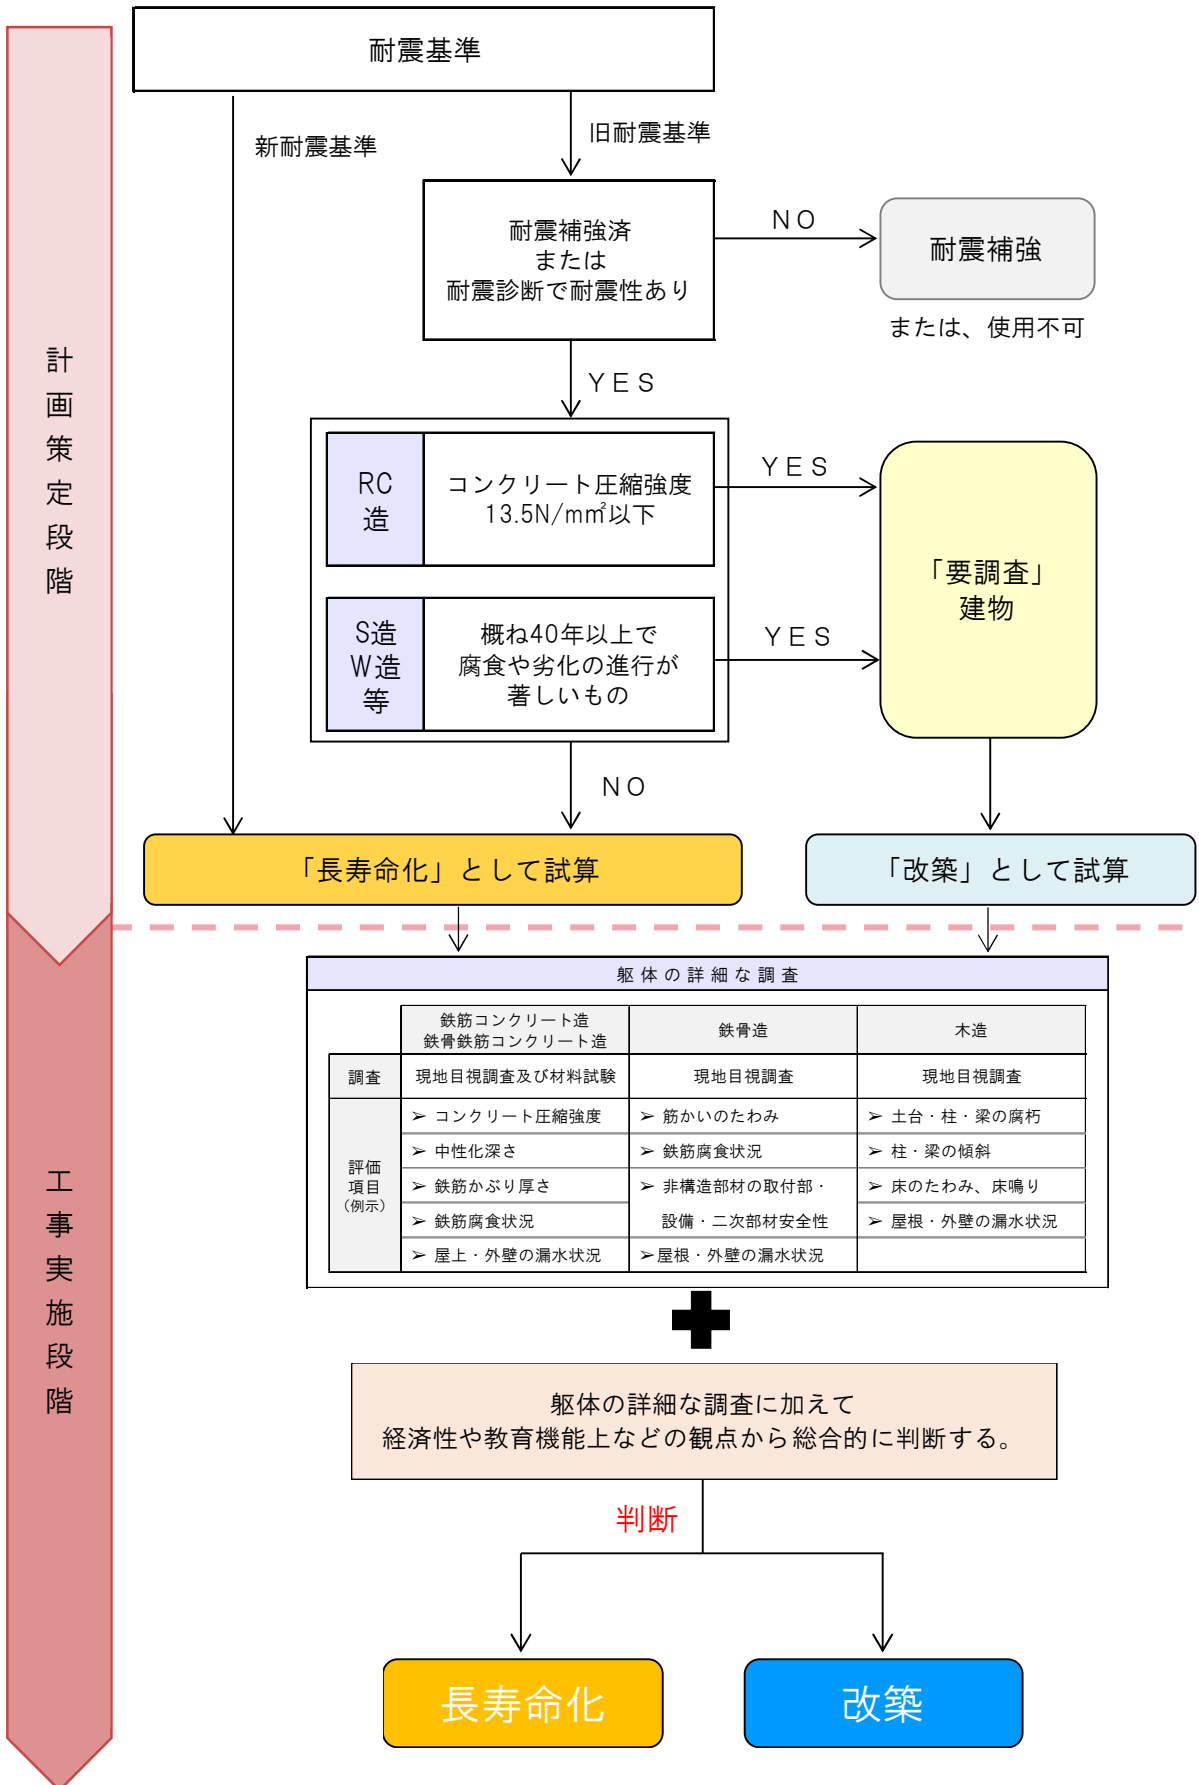 耐震基準
新耐震基準
旧耐震基準
耐震補強済
または
耐震診断で耐震性あり
ＮＯ
耐震補強
または、使用不可
ＹＥＳ
計画策定段階
RC
造
コンクリート圧縮強度
13.5N/m㎡以下
ＹＥＳ
S造
W造
等
概ね40年以上で
腐食や劣化の進行が
著しいもの
ＹＥＳ
「要調査」
建物
ＮＯ
「長寿命化」として試算
「改築」として試算
工事実施段階
躯体の詳細な調査
鉄筋コンクリート造
鉄骨鉄筋コンクリート造
鉄骨造
木造
調査
現地目視調査及び材料試験
現地目視調査
現地目視調査
評価
項目
（例示）
➢ コンクリート圧縮強度
➢ 筋かいのたわみ
➢ 土台・柱・梁の腐朽
➢ 中性化深さ
➢ 鉄筋腐食状況
➢ 柱・梁の傾斜
➢ 鉄筋かぶり厚さ
➢ 非構造部材の取付部・
➢ 床のたわみ、床鳴り
➢ 鉄筋腐食状況
設備・二次部材安全性
➢ 屋根・外壁の漏水状況
➢ 屋上・外壁の漏水状況
➢屋根・外壁の漏水状況
躯体の詳細な調査に加えて
経済性や教育機能上などの観点から総合的に判断する。
判断
長寿命化
改築